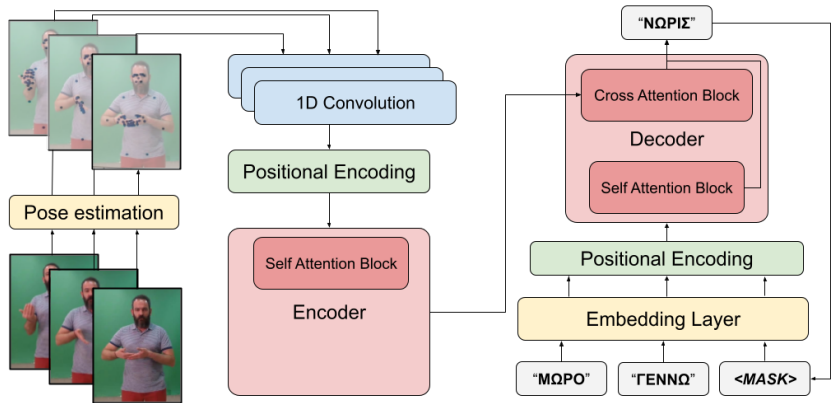 Pose estimation
1D Convolution
Positional Encoding
Self Attention Block
Encoder
“ΝΩΡΙΣ”
Cross Attention Block
Decoder
Self Attention Block
Positional Encoding
Embedding Layer
“ΜΩΡΟ”
“ΓΕΝΝΩ”
<MASK>